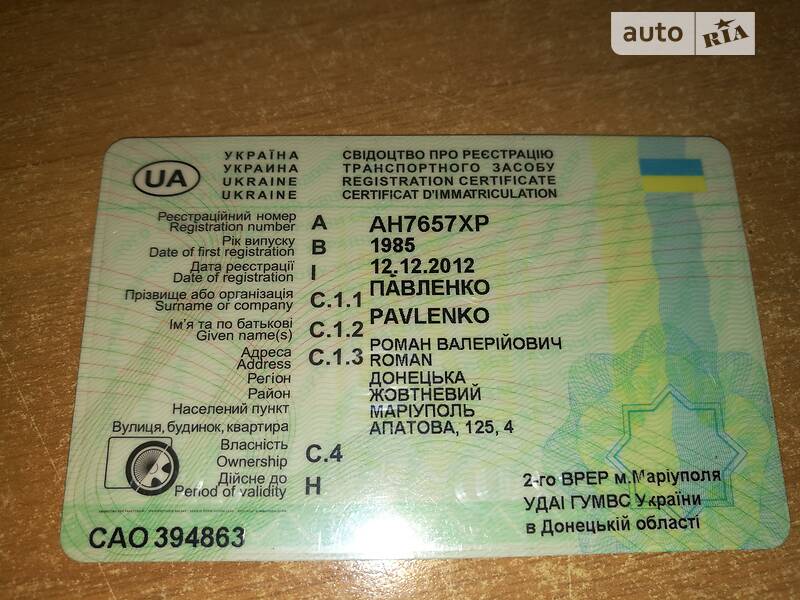 auto RIA
UA
УКРАЇНА
УКРАИНА
UKRAINE
UKRAINE
СВІДОЦТВО ПРО РЕЄСТРАЦІЮ
ТРАНСПОРТНОГО ЗАСОБУ
REGISTRATION CERTIFICATE
CERTIFICAT D'IMMATRICULATION
Реєстраційний номер
Registration number A АН7657ХР
Рік випуску
Date of first registration B 1985
Дата реєстрації
Date of registration I 12.12.2012
Прізвище або організація
Surname or company C.1.1 ПАВЛЕНКО
PAVLENKO
Ім'я та по батькові
Given name(s) C.1.2 РОМАН ВАЛЕРІЙОВИЧ
ROMAN
Адреса
Address C.1.3
Регіон ДОНЕЦЬКА
Район ЖОВТНЕВИЙ
Населений пункт МАРІУПОЛЬ
Вулиця, будинок, квартира АПАТОВА, 125, 4
Власність
Ownership C.4
Дійсне до
Period of validity H
2-го ВРЕР м.Маріуполя
УДАІ ГУМВС України
в Донецькій області
САО 394863